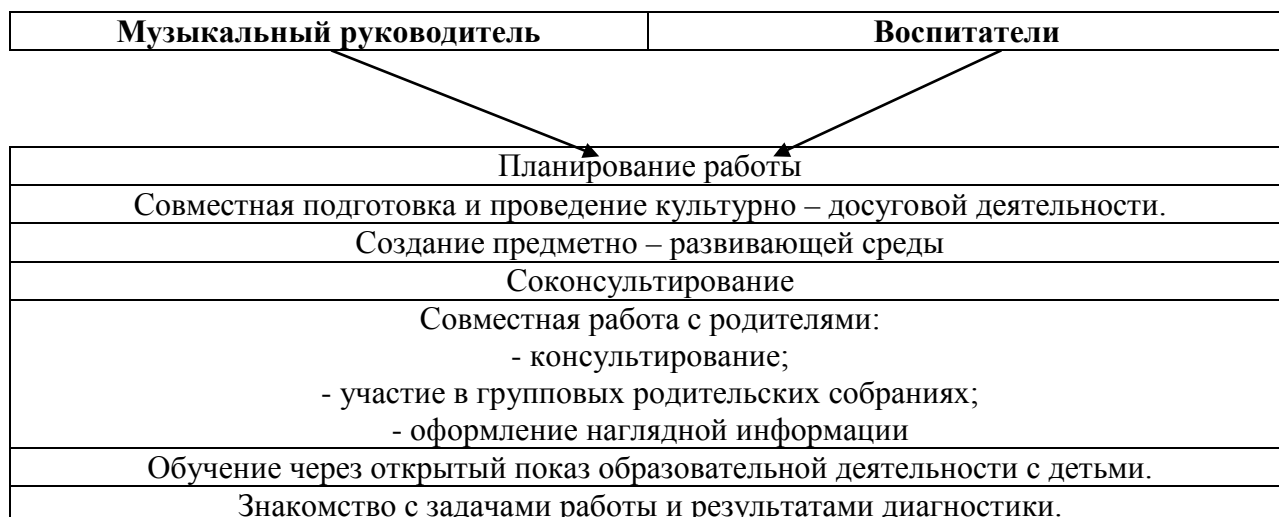 Музыкальный руководитель Воспитатели
Планирование работы
Совместная подготовка и проведение культурно – досуговой деятельности.
Создание предметно – развивающей среды
Соконсультирование
Совместная работа с родителями:
- консультирование;
- участие в групповых родительских собраниях;
- оформление наглядной информации
Обучение через открытый показ образовательной деятельности с детьми.
Знакомство с задачами работы и результатами диагностики.